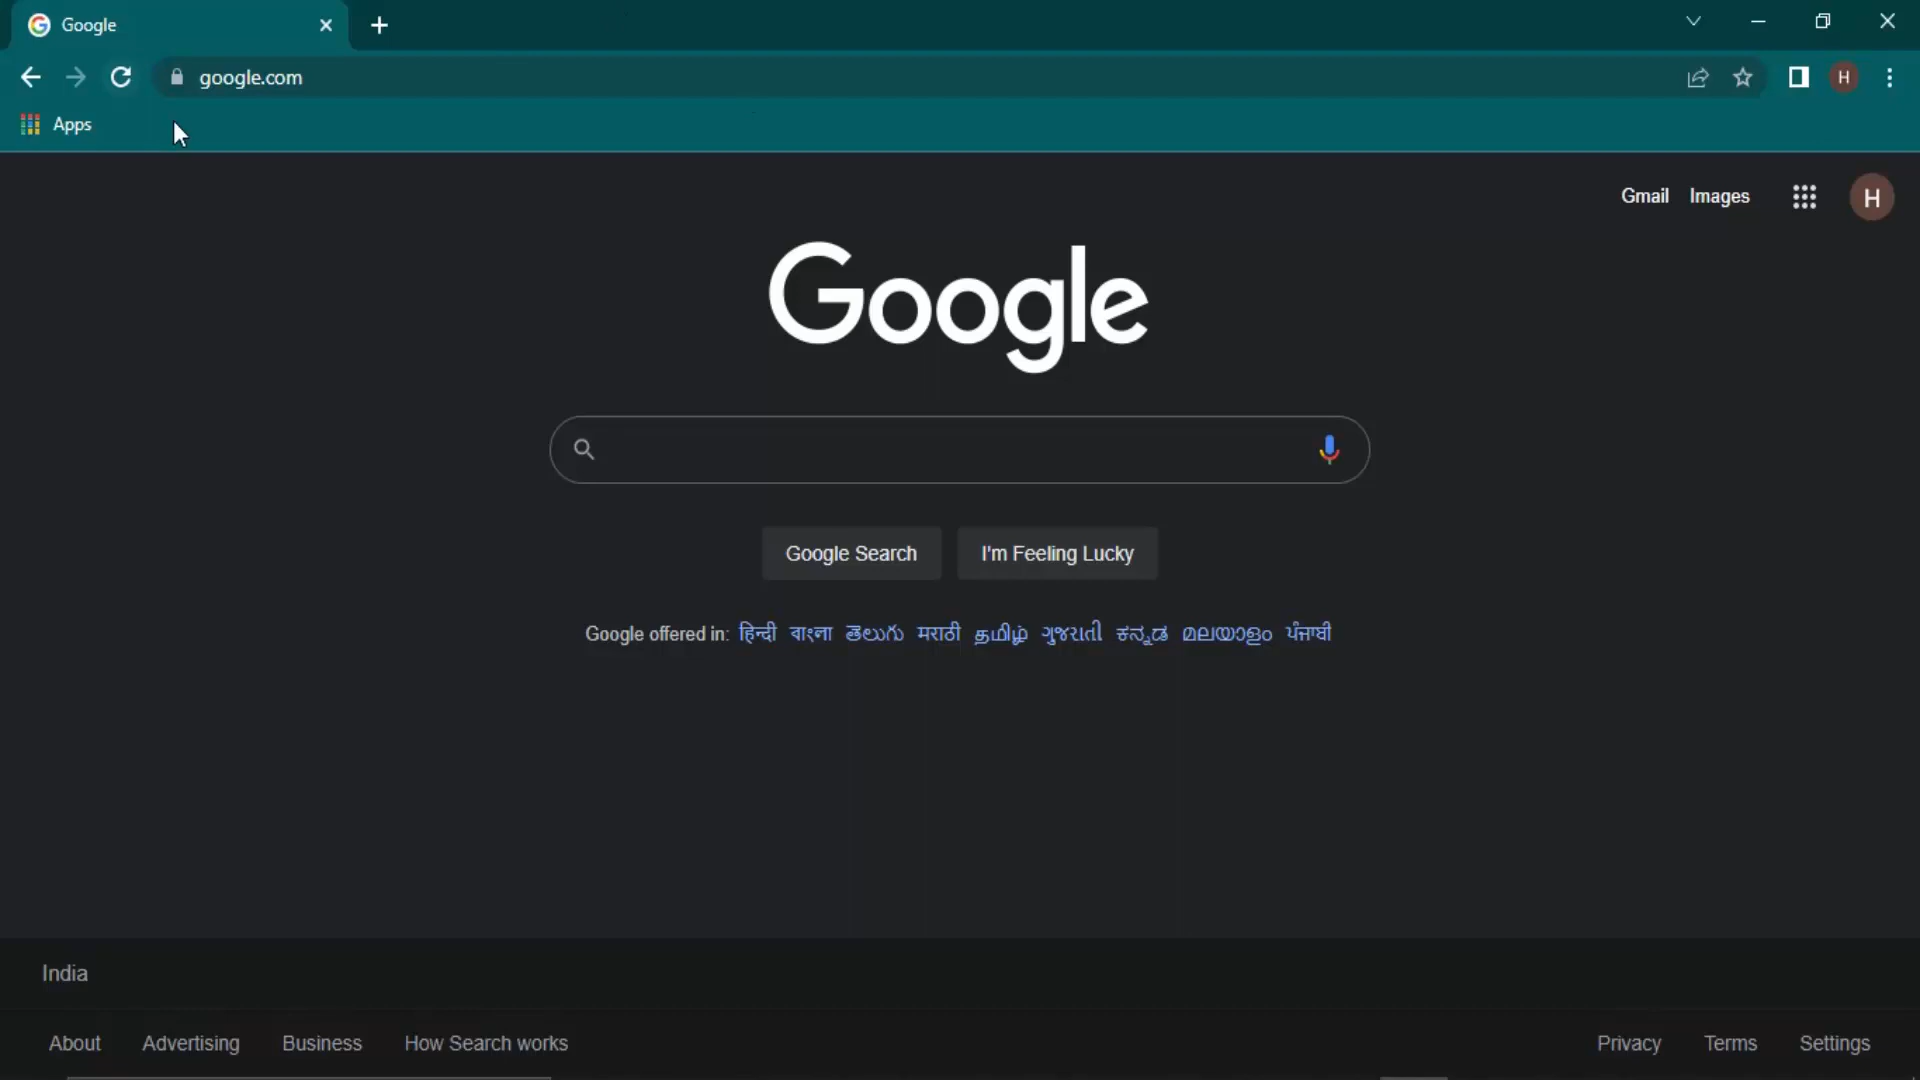 Google
google.com
H
Apps
Gmail Images
H
Google
Google Search I'm Feeling Lucky
Google offered in: हिन्दी বাংলা తెలుగు मराठी தமிழ் ગુજરાતી ಕನ್ನಡ മലയാളം ਪੰਜਾਬੀ
India
About Advertising Business How Search works Privacy Terms Settings